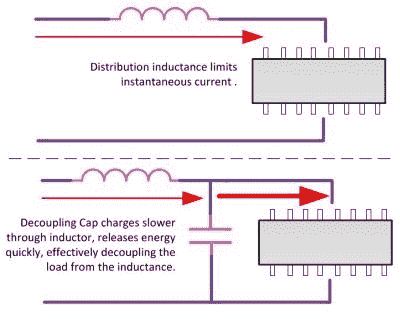 Distribution inductance limits
instantaneous current .
Decoupling Cap charges slower
through inductor, releases energy
quickly, effectively decoupling the
load from the inductance.